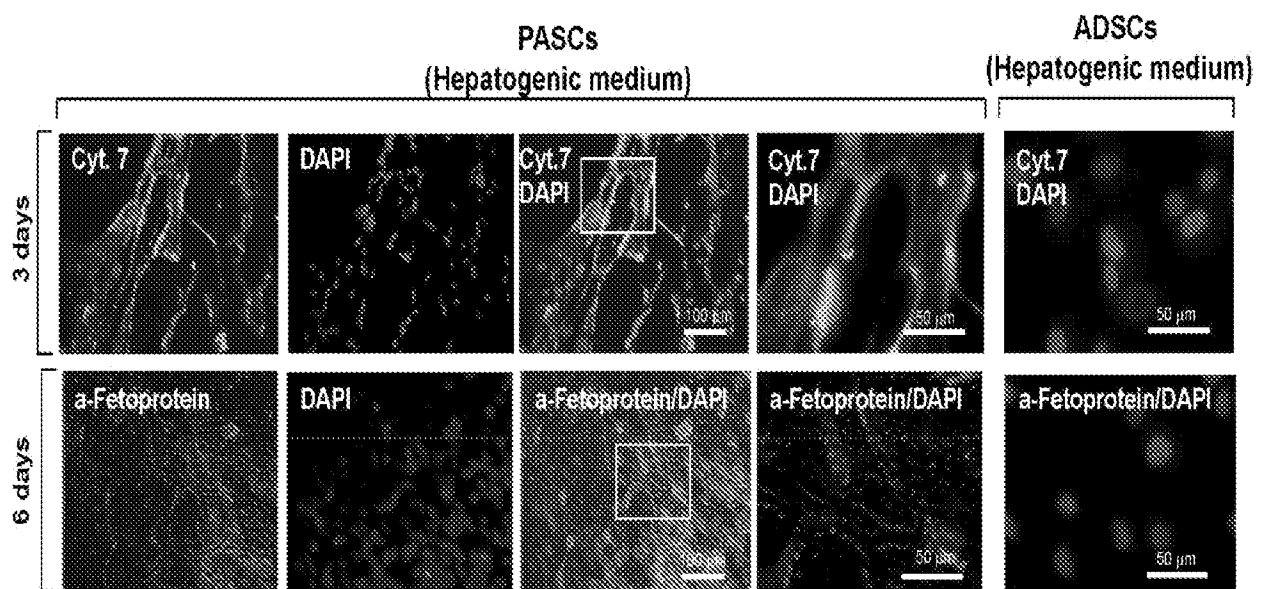 PASCs
(Hepatogenic medium)
ADSCs
(Hepatogenic medium)
3 days
Cyt. 7
DAPI
Cyt.7
DAPI
100 μm
Cyt.7
DAPI
50 μm
Cyt.7
DAPI
50 μm
6 days
a-Fetoprotein
DAPI
a-Fetoprotein/DAPI
100 μm
a-Fetoprotein/DAPI
50 μm
a-Fetoprotein/DAPI
50 μm